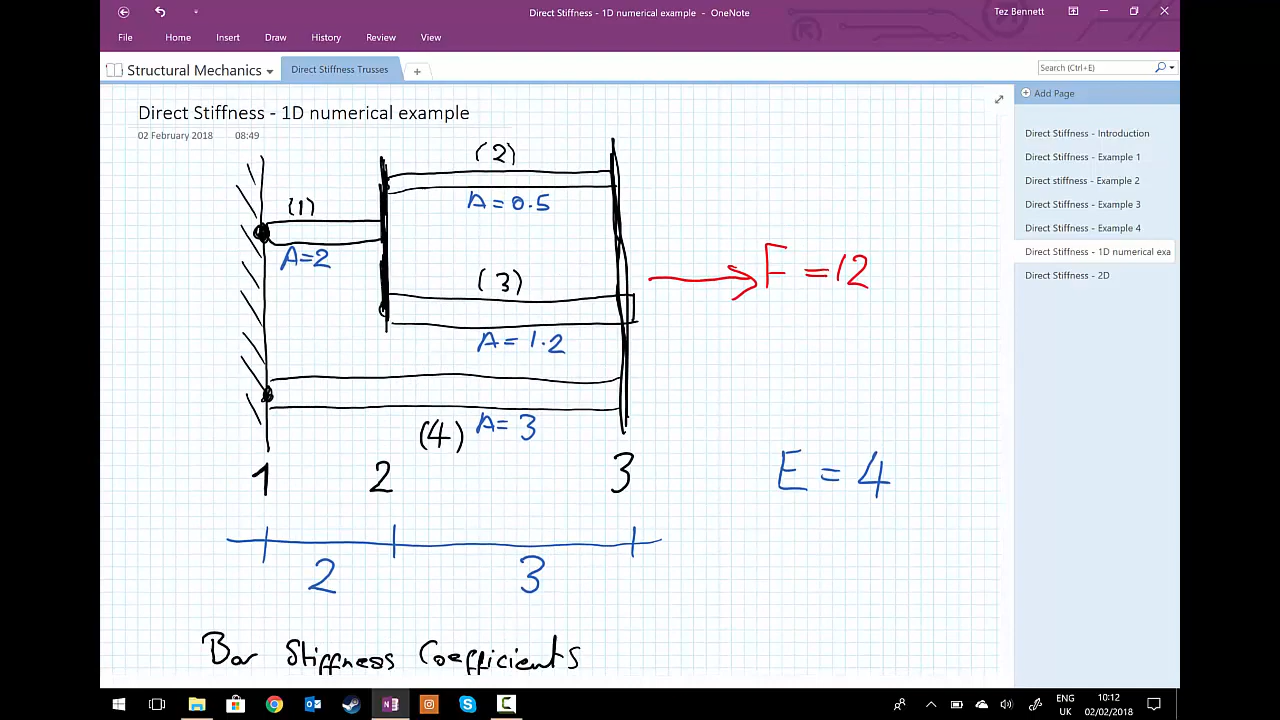 Direct Stiffness - 1D numerical example - OneNote
Tez Bennett
File Home Insert Draw History Review View
Structural Mechanics
Direct Stiffness Trusses
Search (Ctrl+E)
Add Page
Direct Stiffness - Introduction
Direct Stiffness - Example 1
Direct stiffness - Example 2
Direct Stiffness - Example 3
Direct Stiffness - Example 4
Direct Stiffness - 1D numerical exa
Direct Stiffness - 2D
Direct Stiffness - 1D numerical example
02 February 2018 08:49
(2)
A = 0.5
(1)
A=2
(3)
F = 12
A = 1.2
(4) A = 3
1 2 3
E = 4
2 3
Bar Stiffness Coefficients
ENG
UK
10:12
02/02/2018